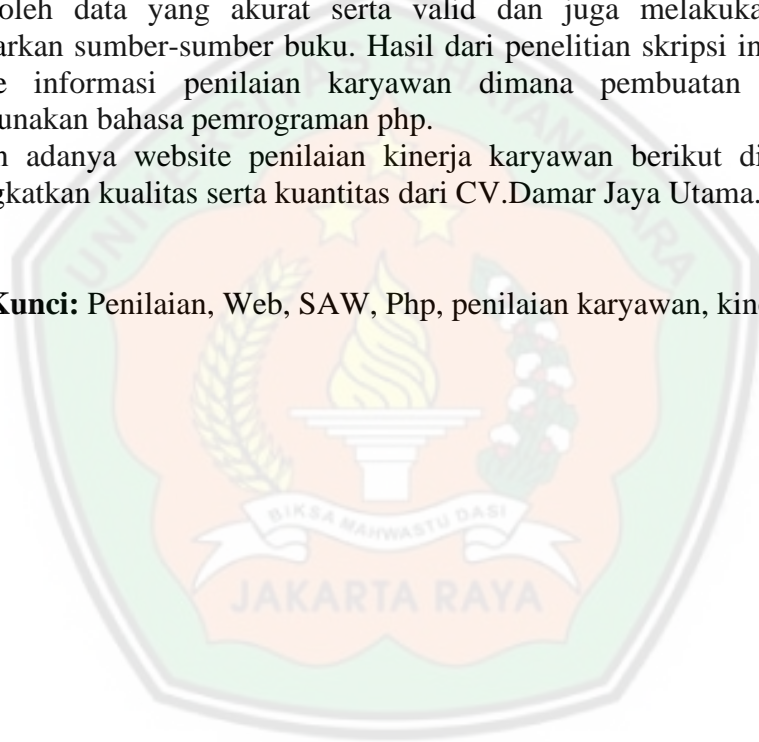 oleh data yang akurat serta valid dan juga melakuka
arkan sumber-sumber buku. Hasil dari penelitian skripsi in
e informasi penilaian karyawan dimana pembuatan
unakan bahasa pemrograman php.
n adanya website penilaian kinerja karyawan berikut di
gkatkan kualitas serta kuantitas dari CV.Damar Jaya Utama.
Kunci: Penilaian, Web, SAW, Php, penilaian karyawan, kin
UNIVERSITAS BHAYANGKARA
BIKSA MAHWASTU DASI
JAKARTA RAYA